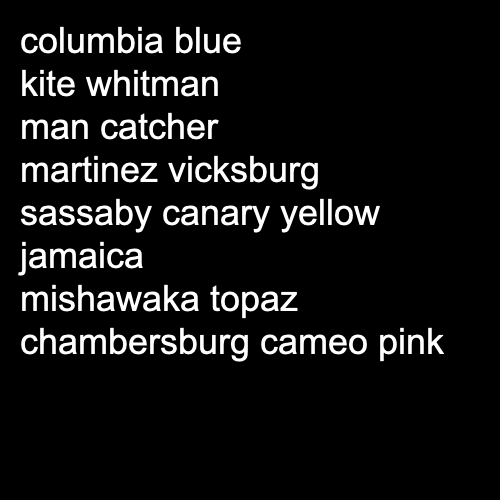 columbia blue
kite whitman
man catcher
martinez vicksburg
sassaby canary yellow
jamaica
mishawaka topaz
chambersburg cameo pink